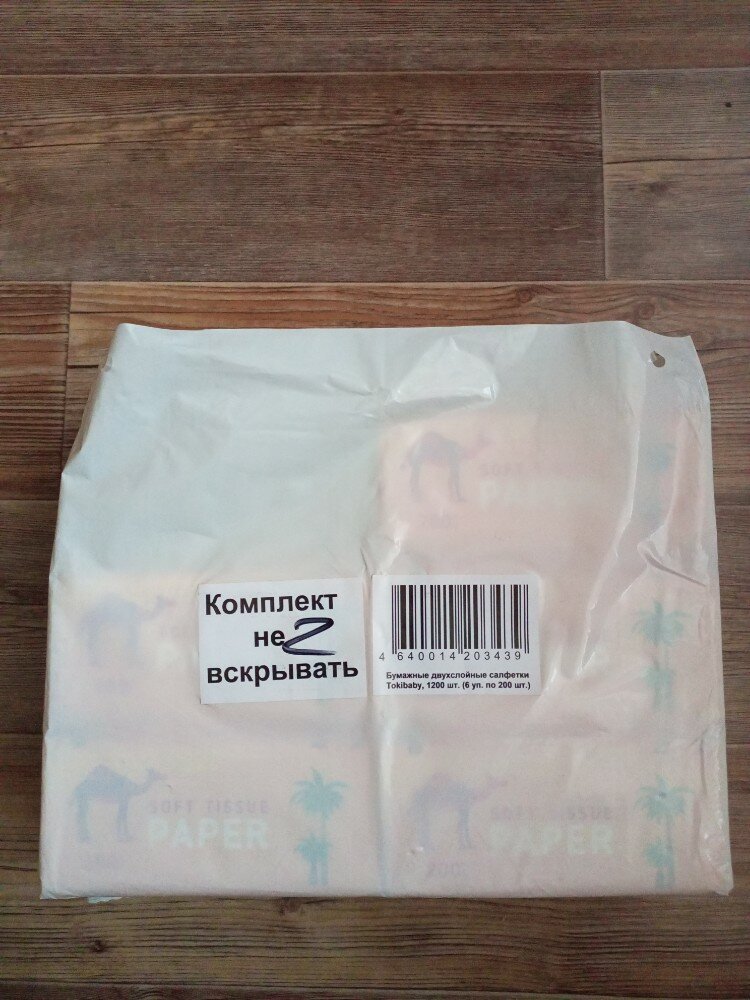 Комплект
не 2
вскрывать
4 640014 203439
Бумажные двухслойные салфетки
Tokibaby, 1200 шт. (6 уп. по 200 шт.)
SOFT TISSUE
PAPER
SOFT TISSUE
PAPER